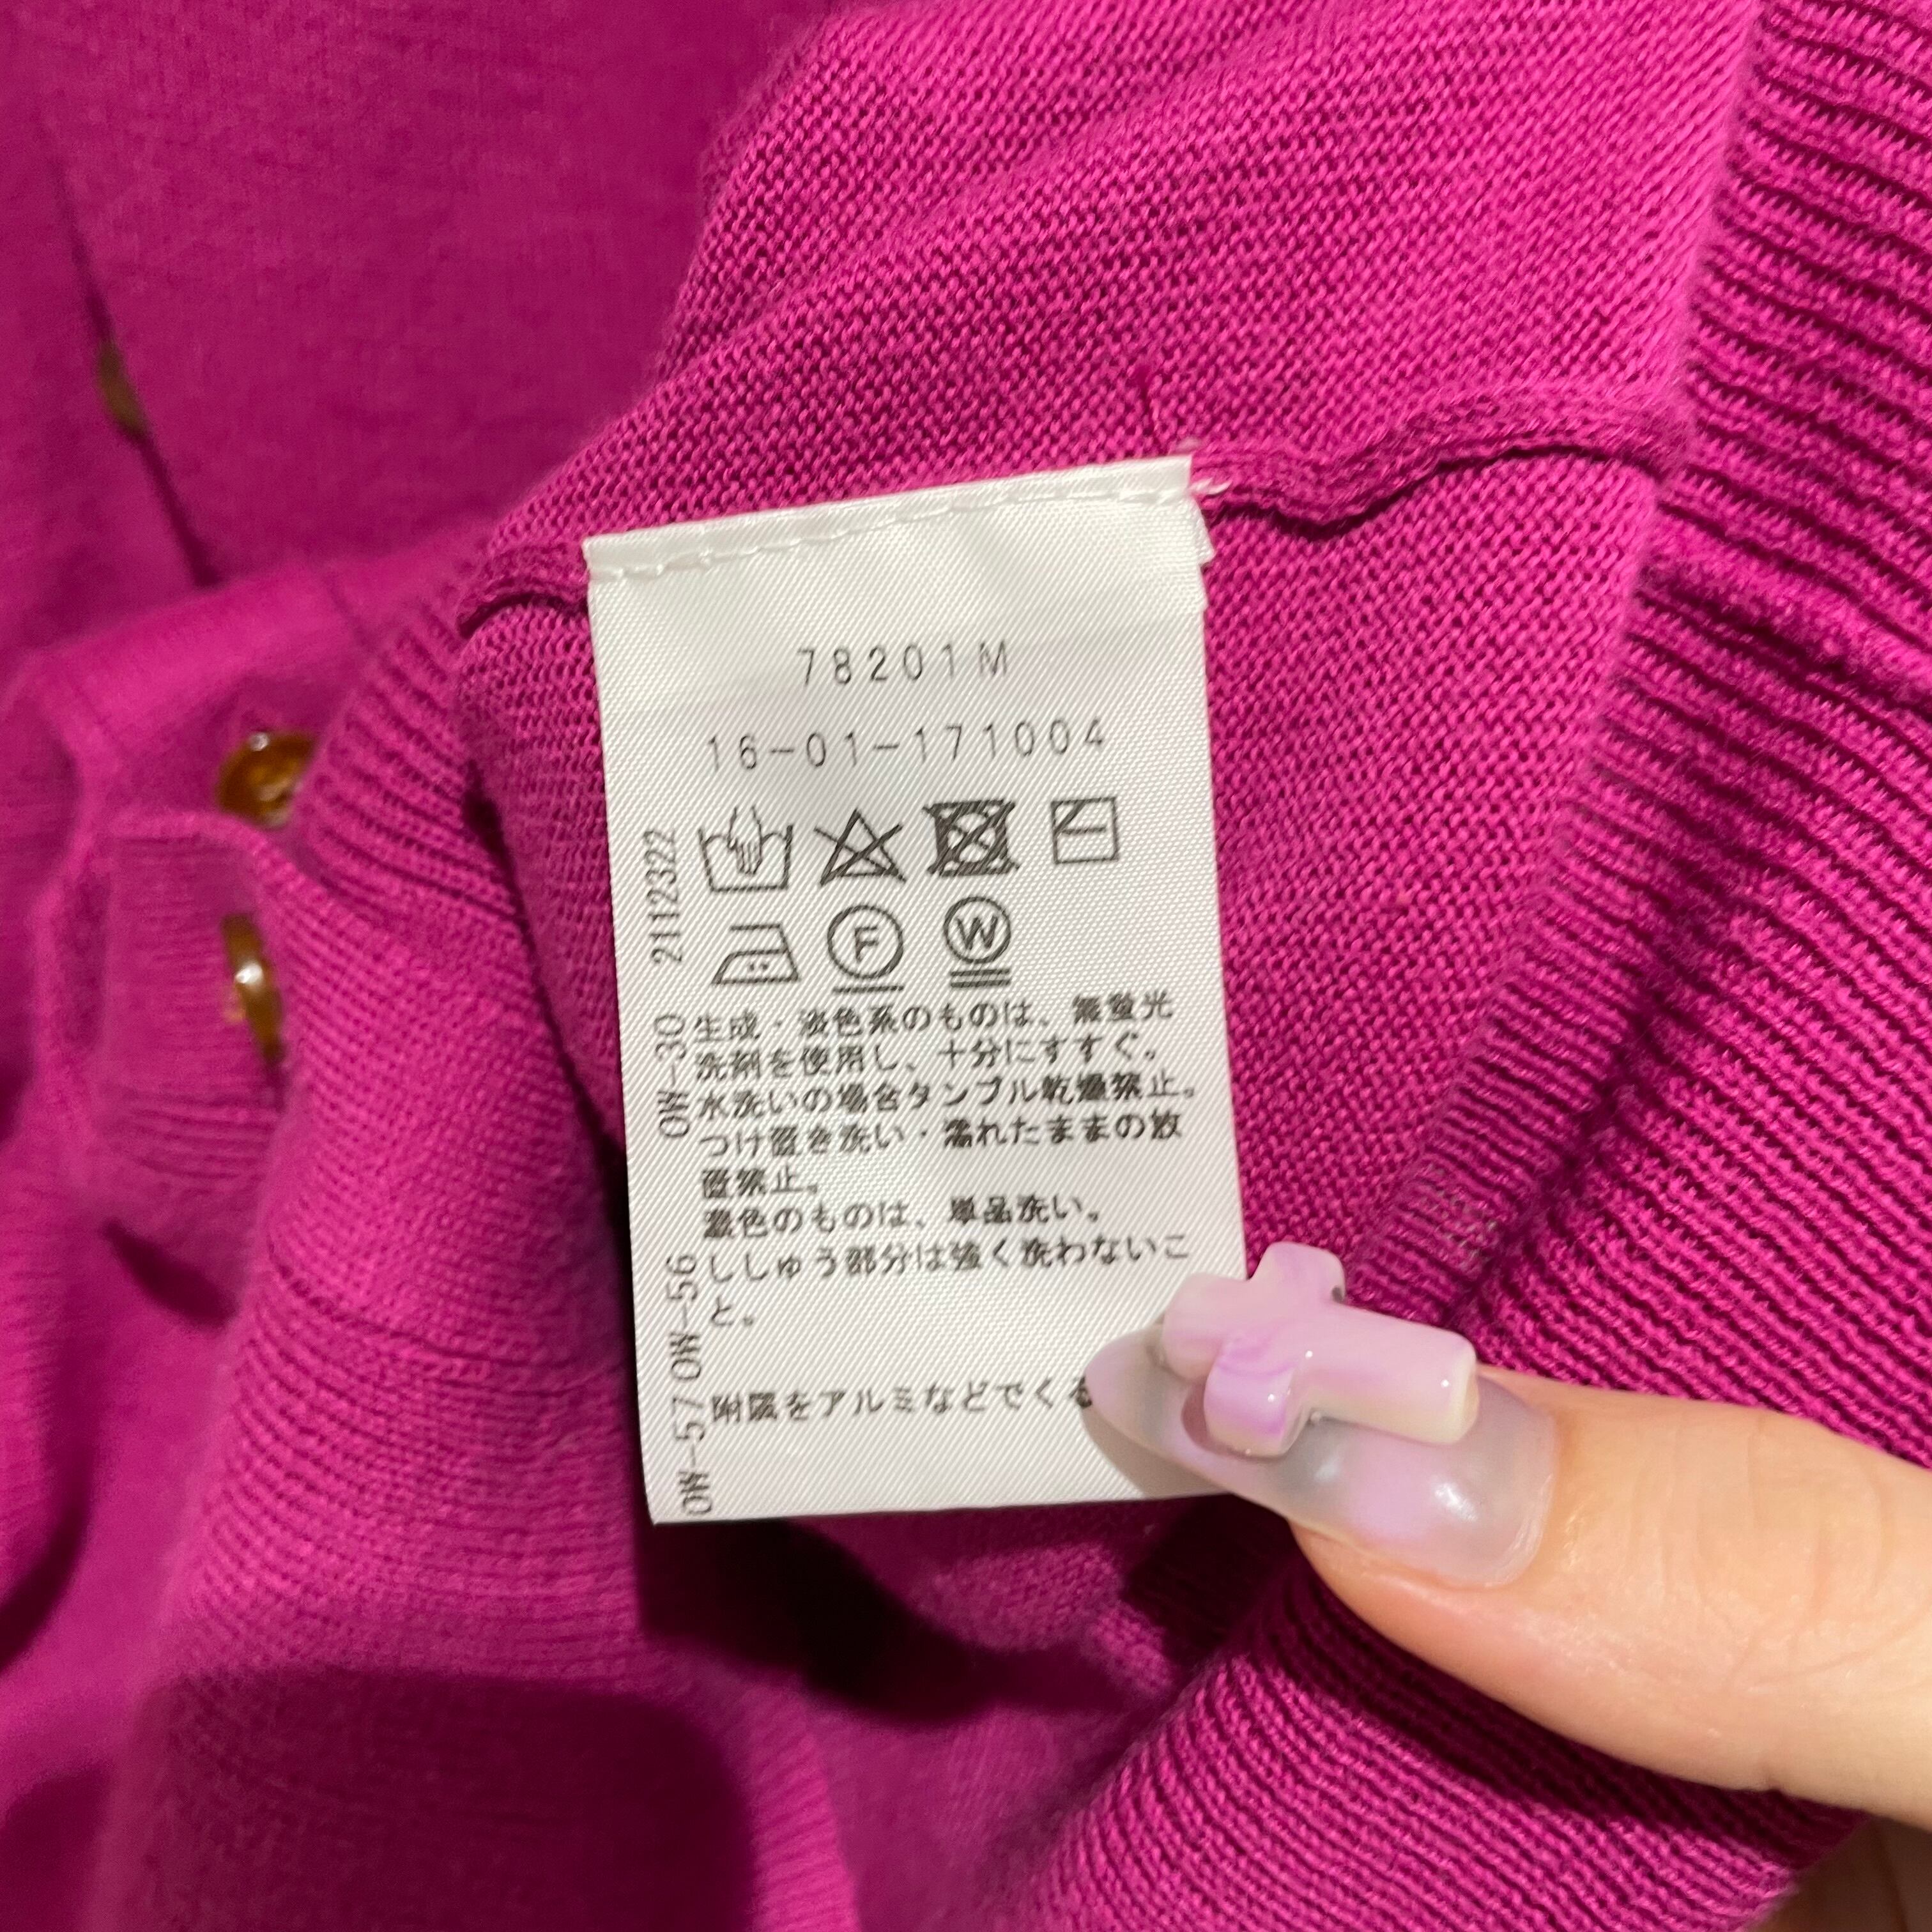 78201M
16-01-171004
2112322
F
W
0W-30
生成・淡色系のものは、無蛍光
洗剤を使用し、十分にすすぐ。
水洗いの場合タンブル乾燥禁止。
つけ置き洗い・濡れたままの放
置禁止。
濃色のものは、単品洗い。
ししゅう部分は強く洗わないこ
と。
0W-56
附属をアルミなどでくる
0W-57